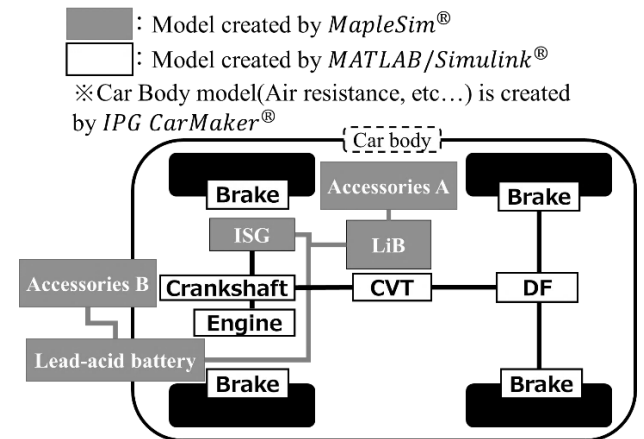 : Model created by MapleSim®
: Model created by MATLAB/Simulink®
※Car Body model(Air resistance, etc…) is created
by IPG CarMaker®
Car body
Brake
Accessories A
Brake
ISG
LiB
Accessories B
Crankshaft
CVT
DF
Engine
Lead-acid battery
Brake
Brake